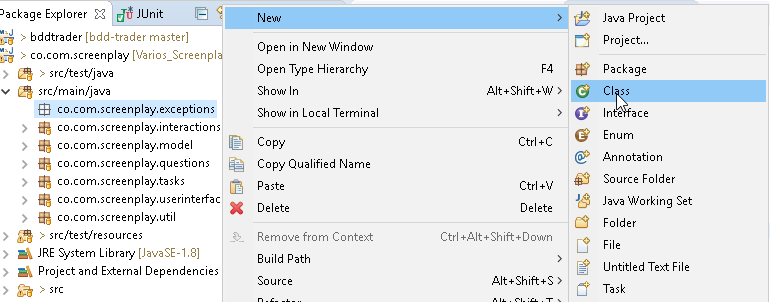 Package Explorer
JUnit
> bddtrader [bdd-trader master]
> co.com.screenplay [Varios_Screenpla
> src/test/java
src/main/java
co.com.screenplay.exceptions
> co.com.screenplay.interactions
> co.com.screenplay.model
> co.com.screenplay.questions
> co.com.screenplay.tasks
> co.com.screenplay.userinterfac
> co.com.screenplay.util
> src/test/resources
JRE System Library [JavaSE-1.8]
Project and External Dependencies
> src
New
Open in New Window
Open Type Hierarchy F4
Show In Alt+Shift+W >
Show in Local Terminal
Copy Ctrl+C
Copy Qualified Name
Paste Ctrl+V
Delete Delete
Remove from Context Ctrl+Alt+Shift+Down
Build Path
Source Alt+Shift+S >
Refactor Alt+Shift+T >
Java Project
Project...
Package
Class
Interface
Enum
Annotation
Source Folder
Java Working Set
Folder
File
Untitled Text File
Task